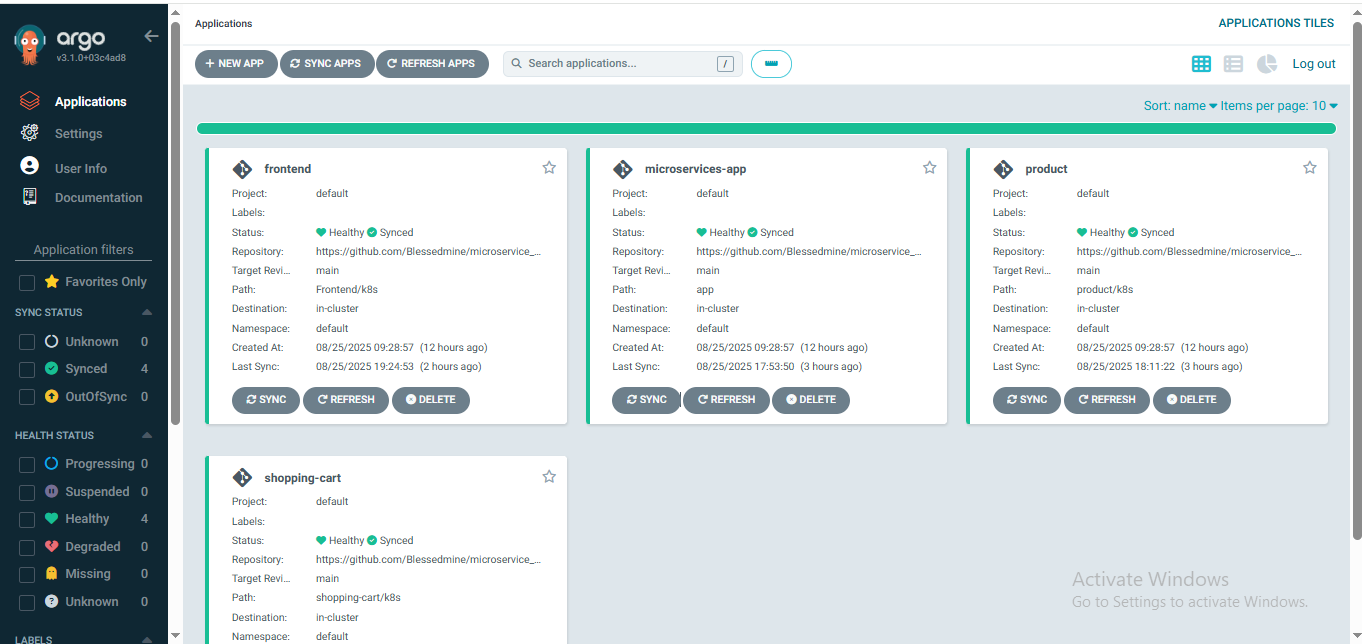 argo
v3.1.0+03c4ad8
Applications
Settings
User Info
Documentation
Application filters
Favorites Only
SYNC STATUS
Unknown 0
Synced 4
OutOfSync 0
HEALTH STATUS
Progressing 0
Suspended 0
Healthy 4
Degraded 0
Missing 0
Unknown 0
LABELS
Applications
APPLICATIONS TILES
+ NEW APP SYNC APPS REFRESH APPS Search applications... / Log out
Sort: name Items per page: 10
frontend
Project: default
Labels:
Status: Healthy Synced
Repository: https://github.com/Blessedmine/microservice_...
Target Revi... main
Path: Frontend/k8s
Destination: in-cluster
Namespace: default
Created At: 08/25/2025 09:28:57 (12 hours ago)
Last Sync: 08/25/2025 19:24:53 (2 hours ago)
SYNC REFRESH DELETE
microservices-app
Project: default
Labels:
Status: Healthy Synced
Repository: https://github.com/Blessedmine/microservice_...
Target Revi... main
Path: app
Destination: in-cluster
Namespace: default
Created At: 08/25/2025 09:28:57 (12 hours ago)
Last Sync: 08/25/2025 17:53:50 (3 hours ago)
SYNC REFRESH DELETE
product
Project: default
Labels:
Status: Healthy Synced
Repository: https://github.com/Blessedmine/microservice_...
Target Revi... main
Path: product/k8s
Destination: in-cluster
Namespace: default
Created At: 08/25/2025 09:28:57 (12 hours ago)
Last Sync: 08/25/2025 18:11:22 (3 hours ago)
SYNC REFRESH DELETE
shopping-cart
Project: default
Labels:
Status: Healthy Synced
Repository: https://github.com/Blessedmine/microservice_...
Target Revi... main
Path: shopping-cart/k8s
Destination: in-cluster
Namespace: default
Activate Windows
Go to Settings to activate Windows.